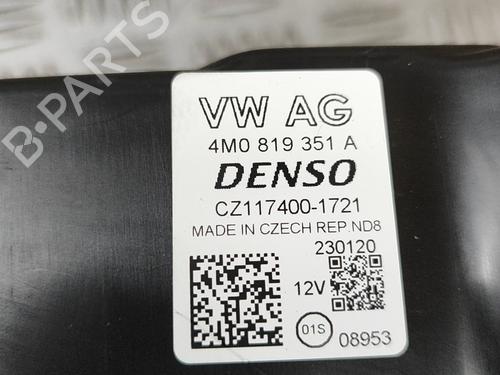 VW AG
4M0 819 351 A
DENSO
CZ117400-1721
MADE IN CZECH REP. ND8
230120
12V
01S
08953
B-PARTS